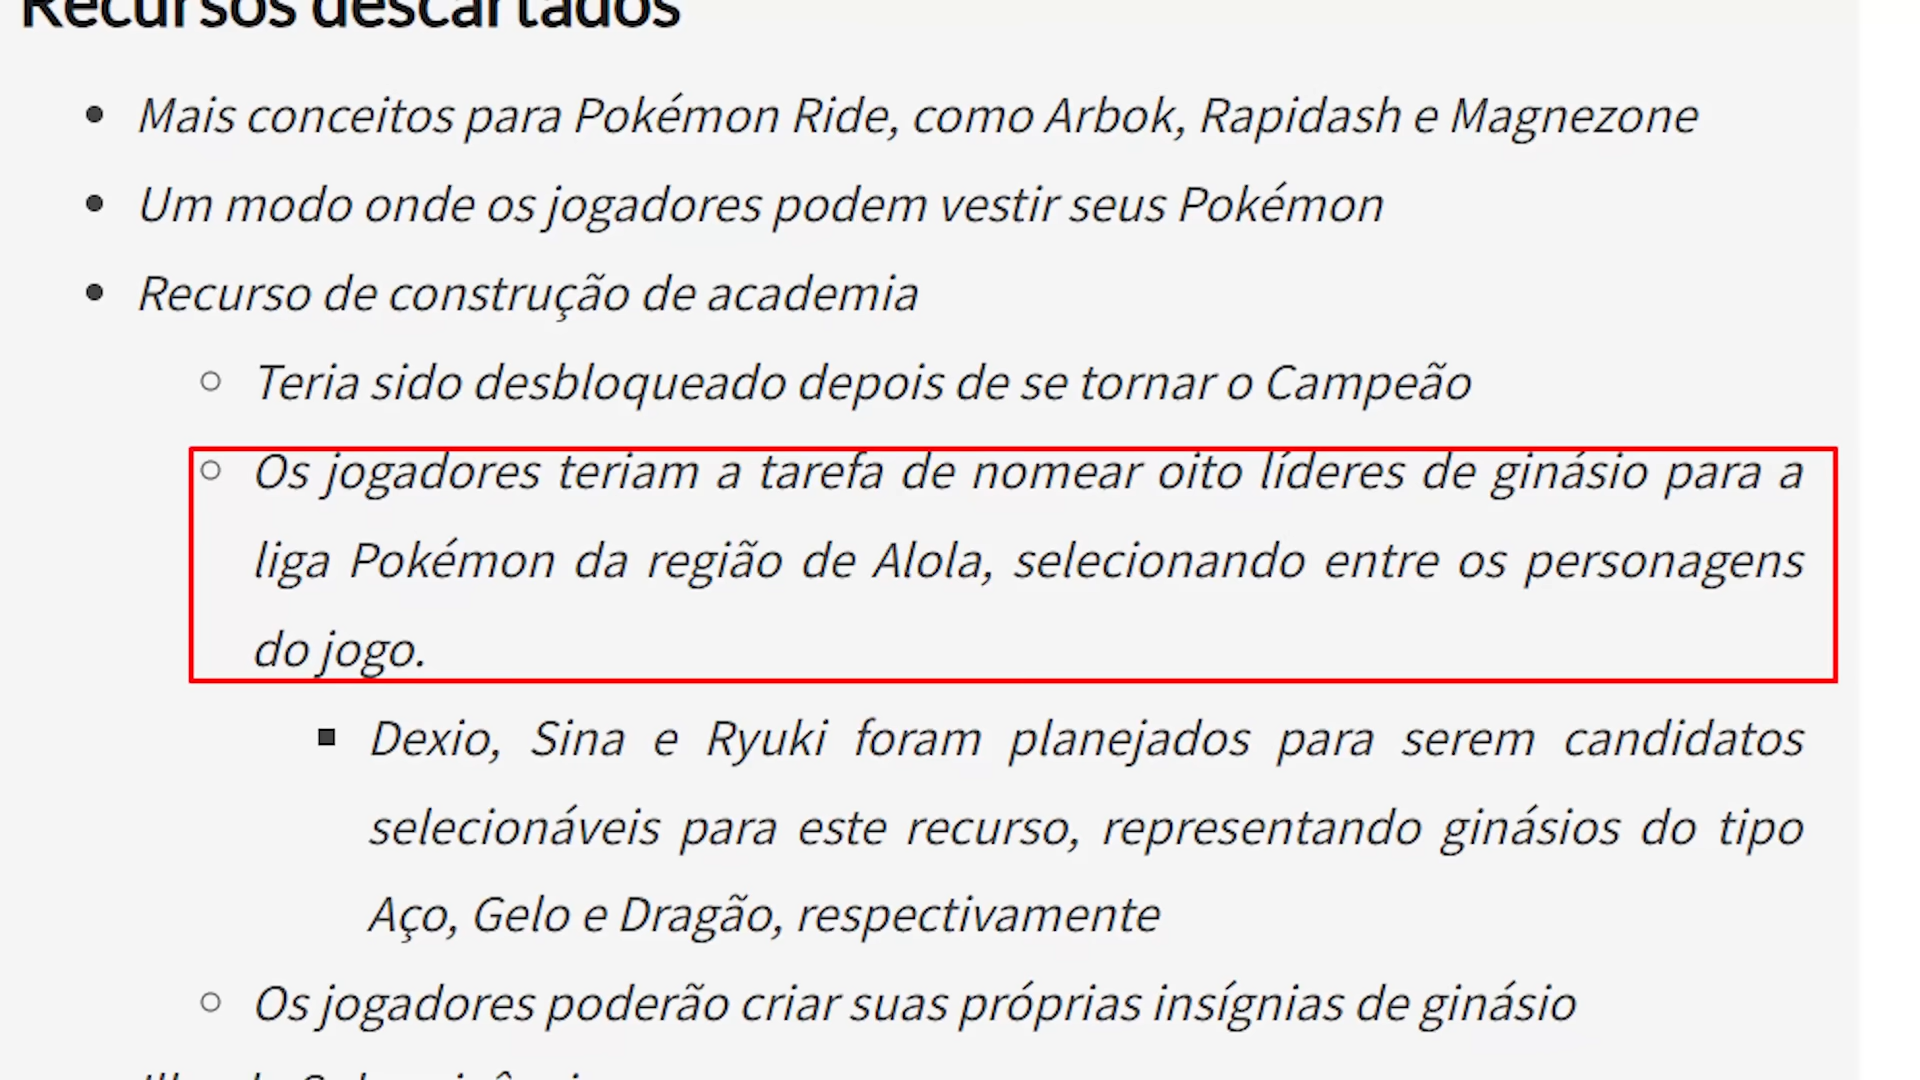 Recursos descartados
Mais conceitos para Pokémon Ride, como Arbok, Rapidash e Magnezone
Um modo onde os jogadores podem vestir seus Pokémon
Recurso de construção de academia
Teria sido desbloqueado depois de se tornar o Campeão
Os jogadores teriam a tarefa de nomear oito líderes de ginásio para a
liga Pokémon da região de Alola, selecionando entre os personagens
do jogo.
Dexio, Sina e Ryuki foram planejados para serem candidatos
selecionáveis para este recurso, representando ginásios do tipo
Aço, Gelo e Dragão, respectivamente
Os jogadores poderão criar suas próprias insígnias de ginásio